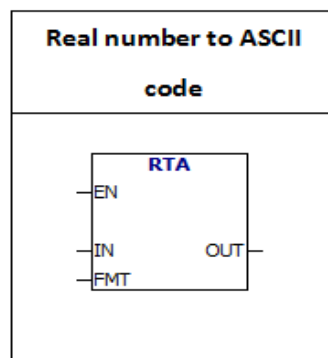 Real number to ASCII
code
RTA
EN
IN OUT
FMT